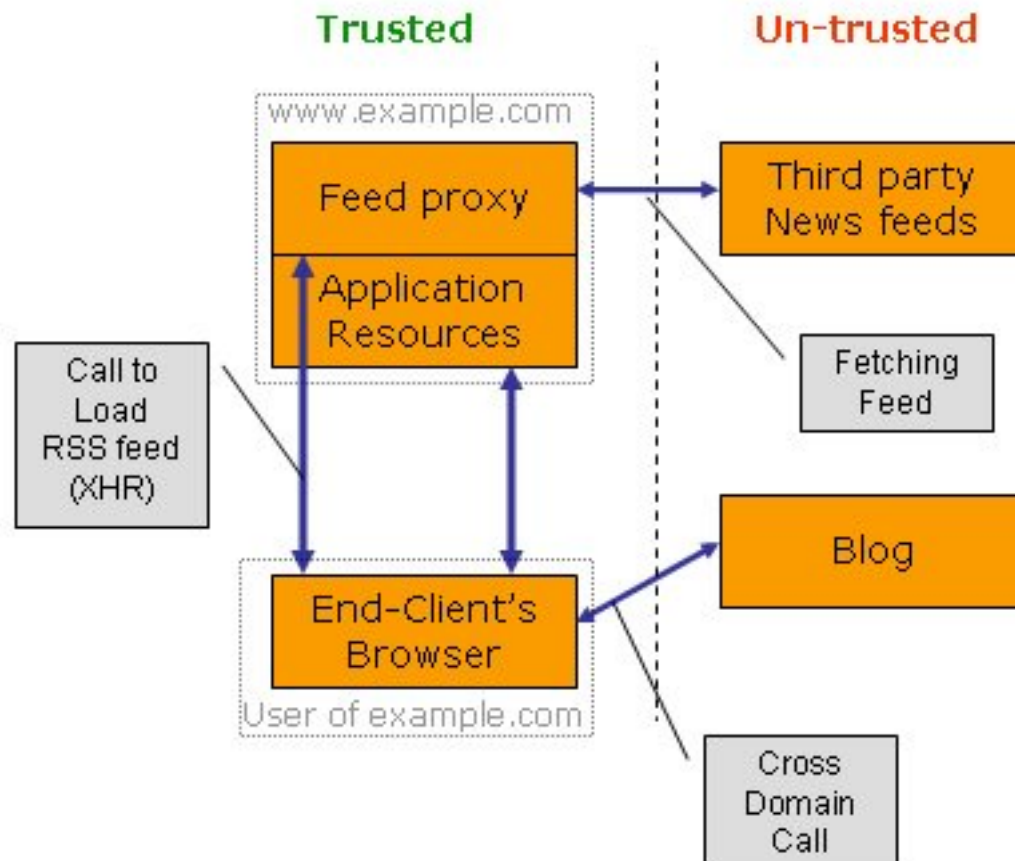 Trusted
Un-trusted
www.example.com
Feed proxy
Third party
News feeds
Application
Resources
Call to
Load
RSS feed
(XHR)
Fetching
Feed
Blog
End-Client's
Browser
User of example.com
Cross
Domain
Call